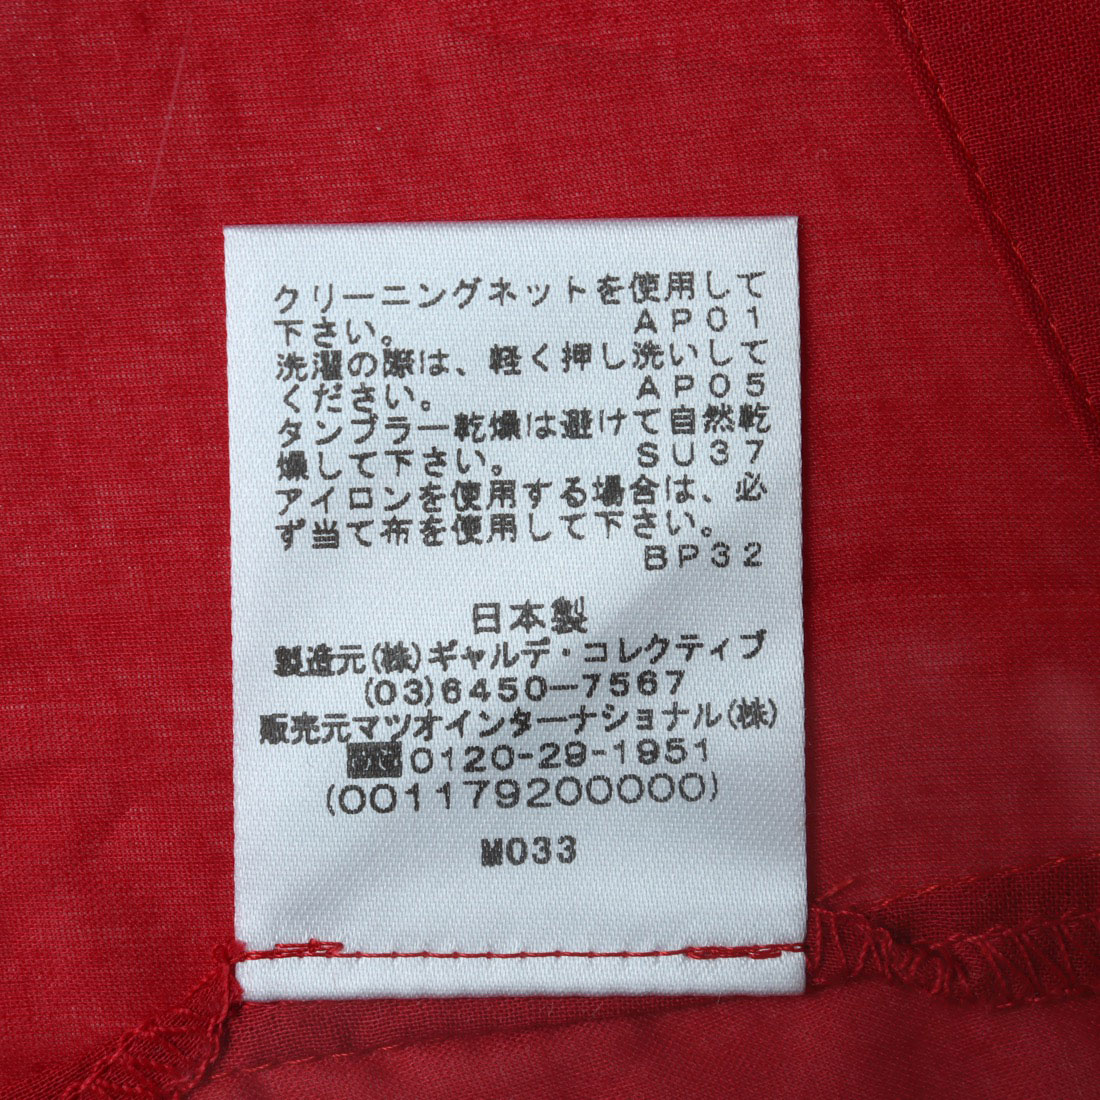 クリーニングネットを使用して
下さい。 AP01
洗濯の際は、軽く押し洗いして
ください。 AP05
タンブラー乾燥は避けて自然乾
燥して下さい。 SU37
アイロンを使用する場合は、必
ず当て布を使用して下さい。
BP32
日本製
製造元(株)ギャルデ・コレクティブ
(03)6450—7567
販売元マツオインターナショナル(株)
0120-29-1951
(001179200000)
M033